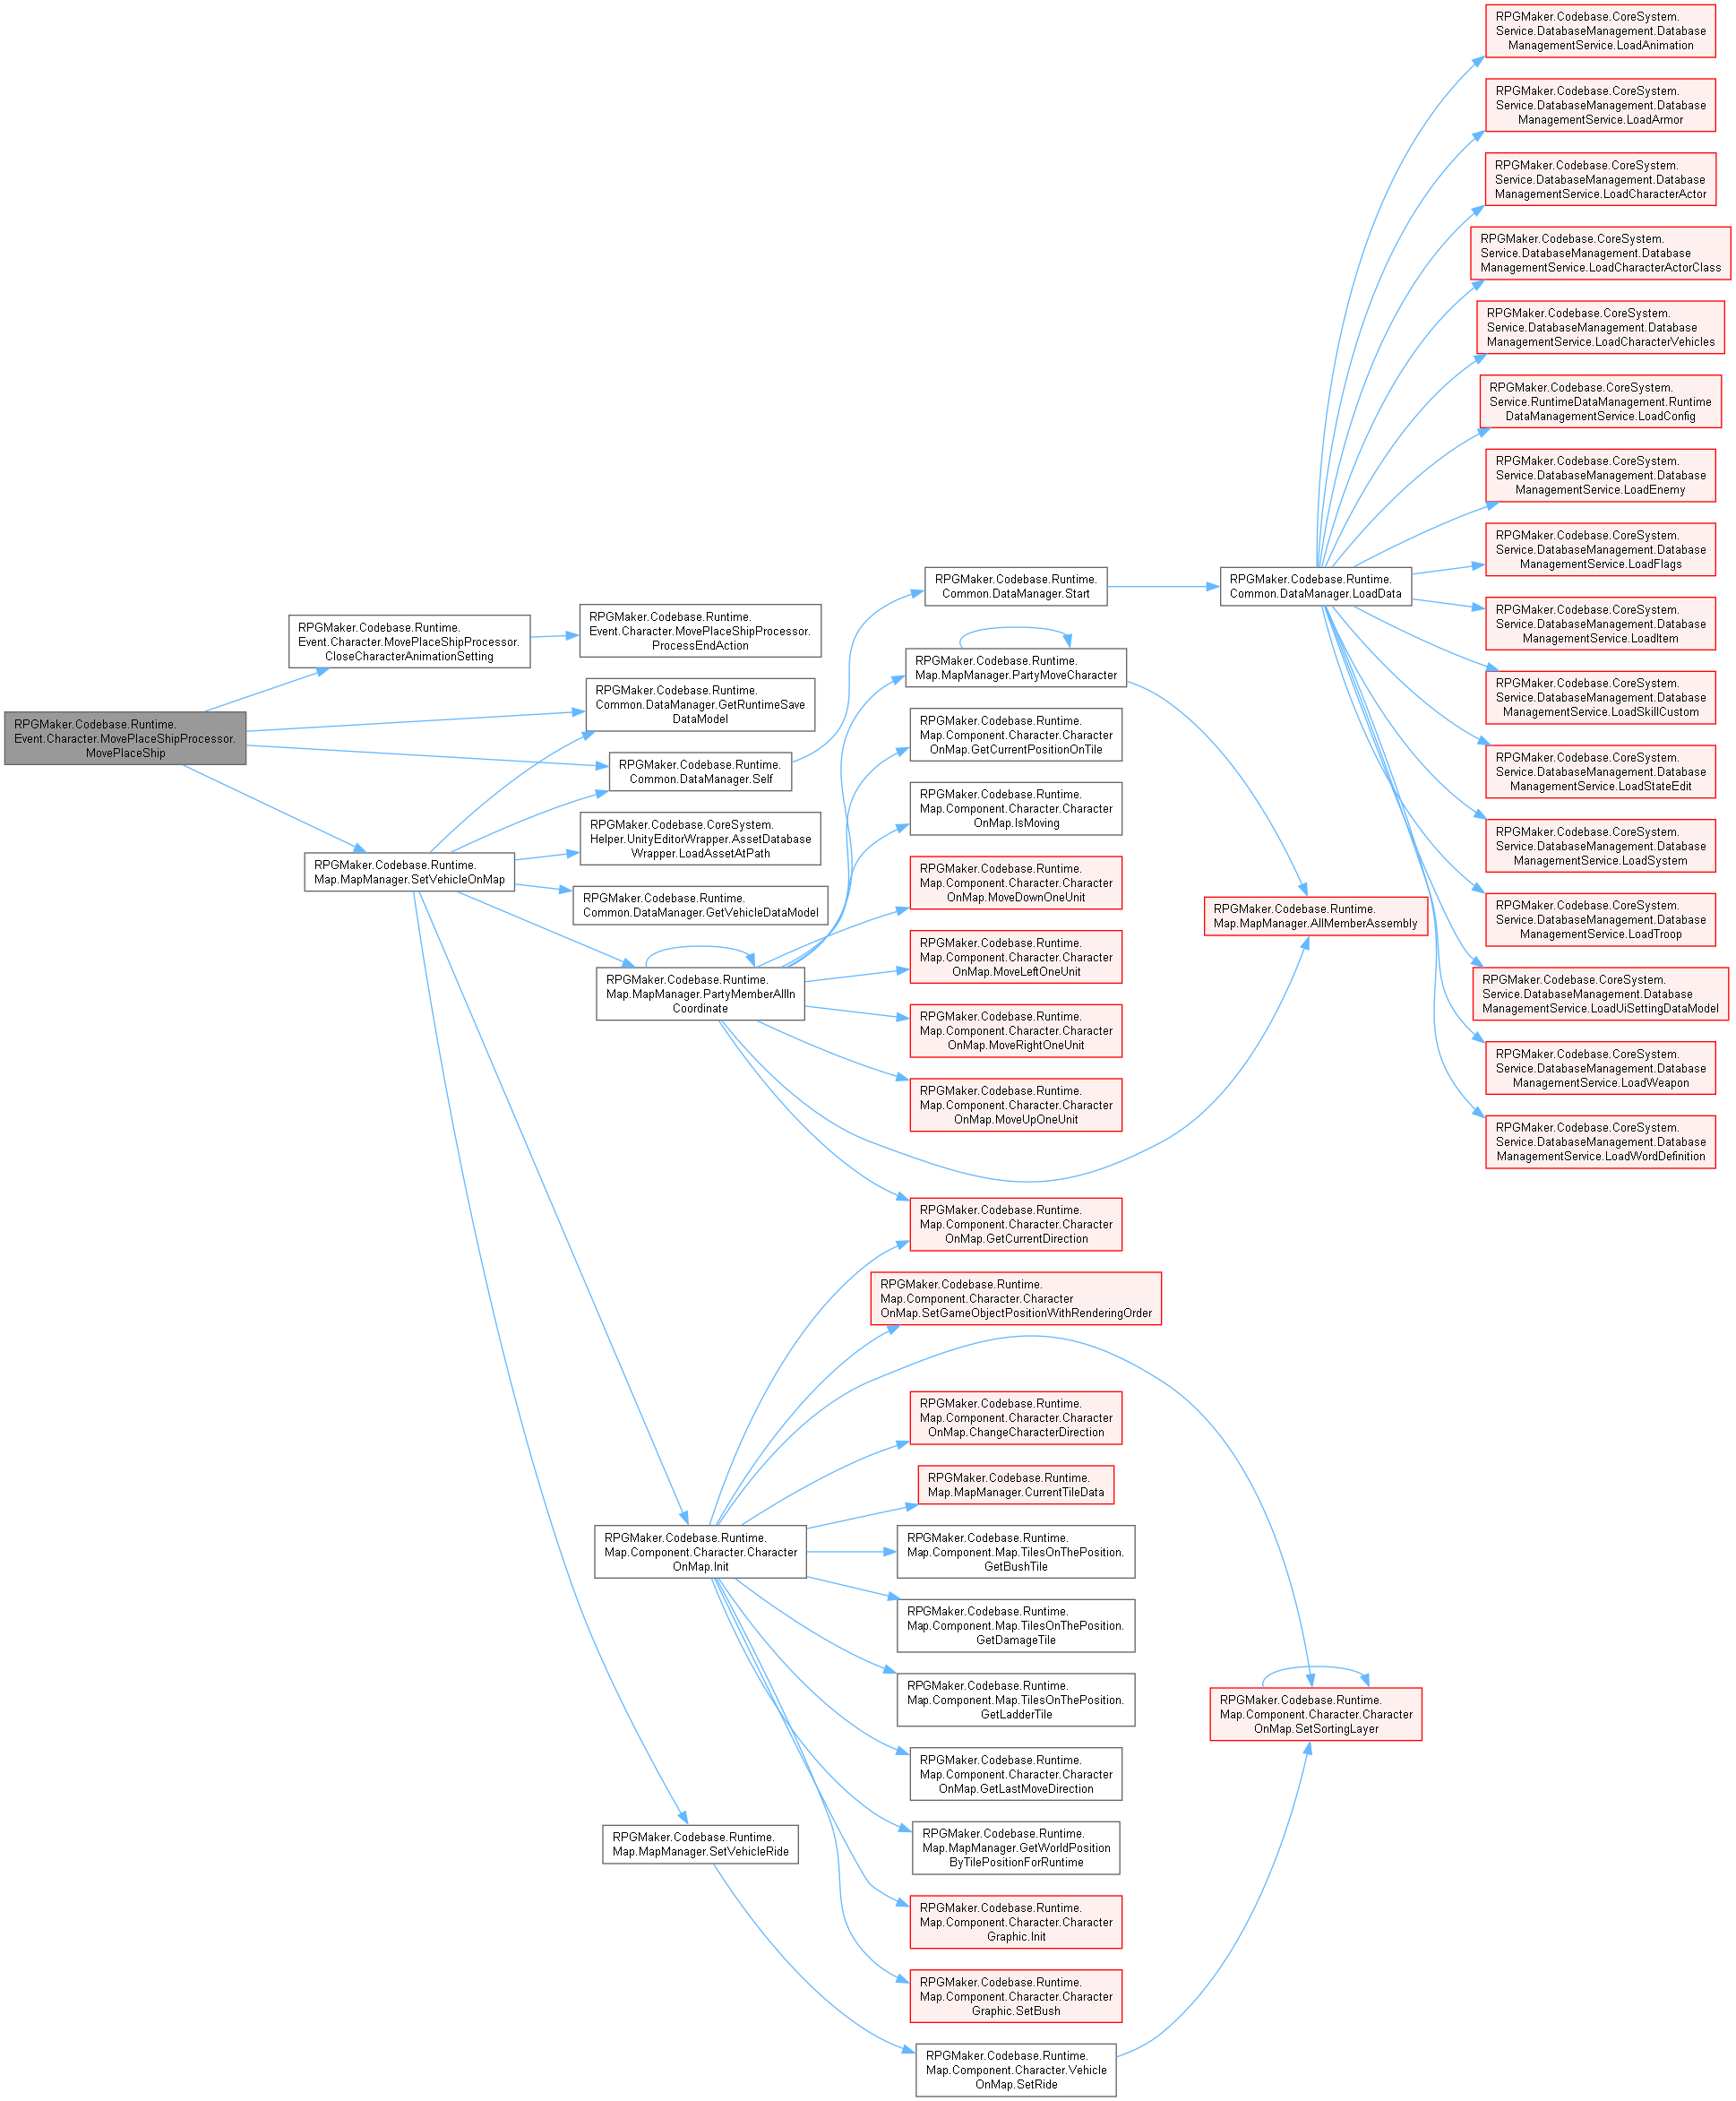 RPGMaker.Codebase.Runtime.
Event.Character.MovePlaceShipProcessor.
MovePlaceShip
RPGMaker.Codebase.Runtime.
Event.Character.MovePlaceShipProcessor.
CloseCharacterAnimationSetting
RPGMaker.Codebase.Runtime.
Map.MapManager.SetVehicleOnMap
RPGMaker.Codebase.Runtime.
Event.Character.MovePlaceShipProcessor.
ProcessEndAction
RPGMaker.Codebase.Runtime.
Common.DataManager.GetRuntimeSave
DataModel
RPGMaker.Codebase.Runtime.
Common.DataManager.Self
RPGMaker.Codebase.CoreSystem.
Helper.UnityEditorWrapper.AssetDatabase
Wrapper.LoadAssetAtPath
RPGMaker.Codebase.Runtime.
Common.DataManager.GetVehicleDataModel
RPGMaker.Codebase.Runtime.
Map.MapManager.PartyMemberAllIn
Coordinate
RPGMaker.Codebase.Runtime.
Map.Component.Character.Character
OnMap.Init
RPGMaker.Codebase.Runtime.
Map.MapManager.SetVehicleRide
RPGMaker.Codebase.Runtime.
Common.DataManager.Start
RPGMaker.Codebase.Runtime.
Map.MapManager.PartyMoveCharacter
RPGMaker.Codebase.Runtime.
Map.Component.Character.Character
OnMap.GetCurrentPositionOnTile
RPGMaker.Codebase.Runtime.
Map.Component.Character.Character
OnMap.IsMoving
RPGMaker.Codebase.Runtime.
Map.Component.Character.Character
OnMap.MoveDownOneUnit
RPGMaker.Codebase.Runtime.
Map.Component.Character.Character
OnMap.MoveLeftOneUnit
RPGMaker.Codebase.Runtime.
Map.Component.Character.Character
OnMap.MoveRightOneUnit
RPGMaker.Codebase.Runtime.
Map.Component.Character.Character
OnMap.MoveUpOneUnit
RPGMaker.Codebase.Runtime.
Map.Component.Character.Character
OnMap.GetCurrentDirection
RPGMaker.Codebase.Runtime.
Map.Component.Character.Character
OnMap.SetGameObjectPositionWithRenderingOrder
RPGMaker.Codebase.Runtime.
Map.Component.Character.Character
OnMap.ChangeCharacterDirection
RPGMaker.Codebase.Runtime.
Map.MapManager.CurrentTileData
RPGMaker.Codebase.Runtime.
Map.Component.Map.TilesOnThePosition.
GetBushTile
RPGMaker.Codebase.Runtime.
Map.Component.Map.TilesOnThePosition.
GetDamageTile
RPGMaker.Codebase.Runtime.
Map.Component.Map.TilesOnThePosition.
GetLadderTile
RPGMaker.Codebase.Runtime.
Map.Component.Character.Character
OnMap.GetLastMoveDirection
RPGMaker.Codebase.Runtime.
Map.MapManager.GetWorldPosition
ByTilePositionForRuntime
RPGMaker.Codebase.Runtime.
Map.Component.Character.Character
Graphic.Init
RPGMaker.Codebase.Runtime.
Map.Component.Character.Character
Graphic.SetBush
RPGMaker.Codebase.Runtime.
Map.Component.Character.Vehicle
OnMap.SetRide
RPGMaker.Codebase.Runtime.
Common.DataManager.LoadData
RPGMaker.Codebase.Runtime.
Map.MapManager.AllMemberAssembly
RPGMaker.Codebase.Runtime.
Map.Component.Character.Character
OnMap.SetSortingLayer
RPGMaker.Codebase.CoreSystem.
Service.DatabaseManagement.Database
ManagementService.LoadAnimation
RPGMaker.Codebase.CoreSystem.
Service.DatabaseManagement.Database
ManagementService.LoadArmor
RPGMaker.Codebase.CoreSystem.
Service.DatabaseManagement.Database
ManagementService.LoadCharacterActor
RPGMaker.Codebase.CoreSystem.
Service.DatabaseManagement.Database
ManagementService.LoadCharacterActorClass
RPGMaker.Codebase.CoreSystem.
Service.DatabaseManagement.Database
ManagementService.LoadCharacterVehicles
RPGMaker.Codebase.CoreSystem.
Service.RuntimeDataManagement.Runtime
DataManagementService.LoadConfig
RPGMaker.Codebase.CoreSystem.
Service.DatabaseManagement.Database
ManagementService.LoadEnemy
RPGMaker.Codebase.CoreSystem.
Service.DatabaseManagement.Database
ManagementService.LoadFlags
RPGMaker.Codebase.CoreSystem.
Service.DatabaseManagement.Database
ManagementService.LoadItem
RPGMaker.Codebase.CoreSystem.
Service.DatabaseManagement.Database
ManagementService.LoadSkillCustom
RPGMaker.Codebase.CoreSystem.
Service.DatabaseManagement.Database
ManagementService.LoadStateEdit
RPGMaker.Codebase.CoreSystem.
Service.DatabaseManagement.Database
ManagementService.LoadSystem
RPGMaker.Codebase.CoreSystem.
Service.DatabaseManagement.Database
ManagementService.LoadTroop
RPGMaker.Codebase.CoreSystem.
Service.DatabaseManagement.Database
ManagementService.LoadUiSettingDataModel
RPGMaker.Codebase.CoreSystem.
Service.DatabaseManagement.Database
ManagementService.LoadWeapon
RPGMaker.Codebase.CoreSystem.
Service.DatabaseManagement.Database
ManagementService.LoadWordDefinition